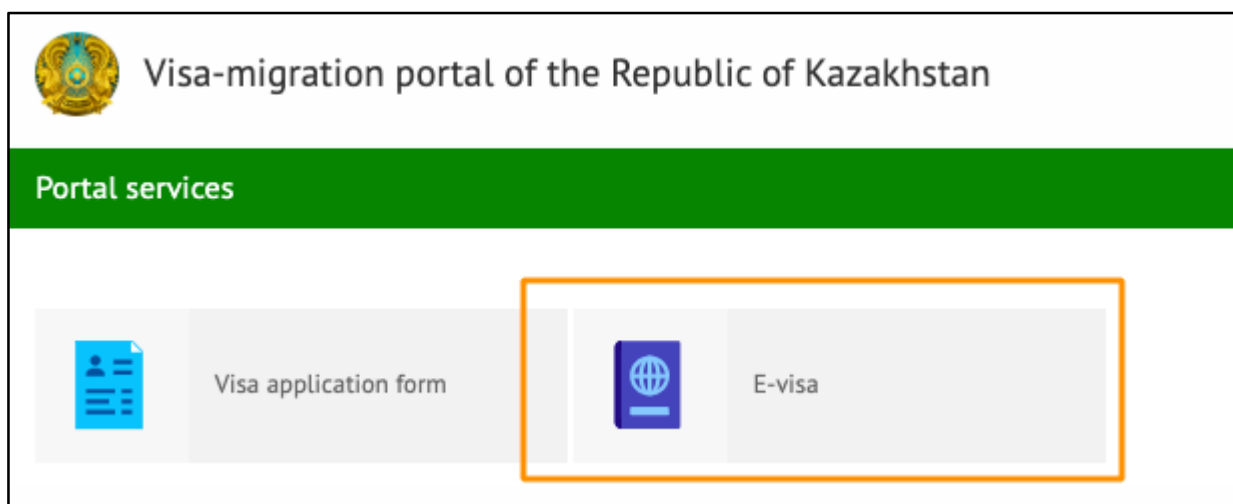 Visa-migration portal of the Republic of Kazakhstan
Portal services
Visa application form
E-visa